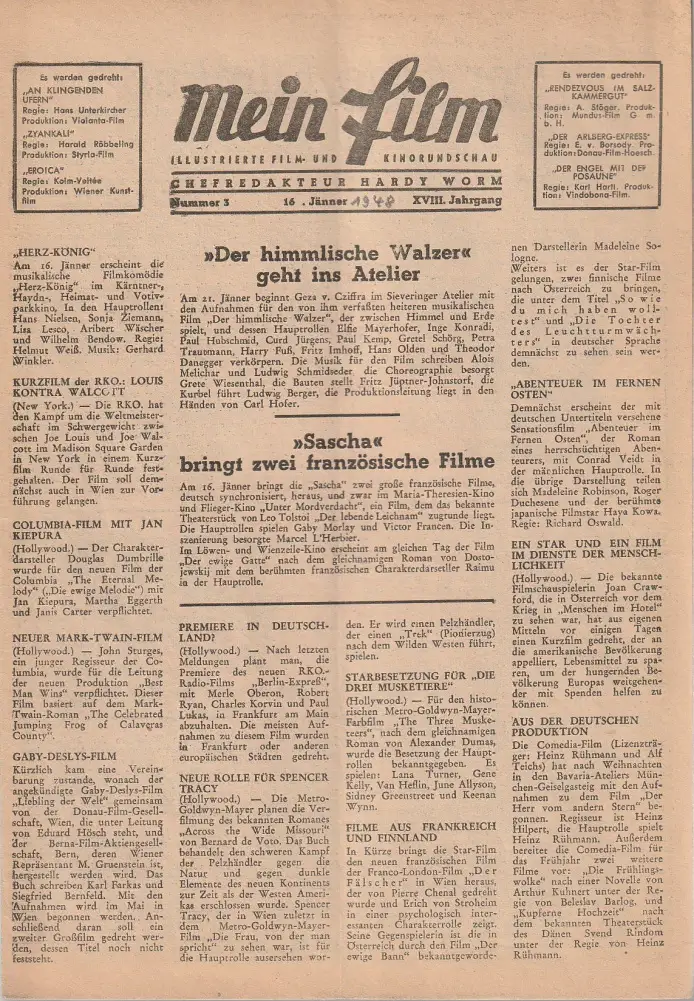 Es werden gedreht:
„AN KLINGENDEN
UFERN"
Regie: Hans Unterkircher
Produktion: Violanta-Film
„ZYANKALI"
Regie: Harald Röbbeling
Produktion: Styria-Film
„EROICA"
Regie: Kolm-Veltée
Produktion: Wiener Kunst-
film
Mein Film
ILLUSTRIERTE FILM- UND KINORUNDSCHAU
CHEFREDAKTEUR HARDY WORM
Nummer 3 16. Jänner 1948 XVIII. Jahrgang
Es werden gedreht:
„RENDEZVOUS IM SALZ-
KAMMERGUT"
Regie: A. Stöger. Produk-
tion: Mundus-Film G. m.
b. H.
„DER ARLBERG-EXPRESS"
Regie: E. v. Borsody. Pro-
duktion: Donau-Film-Hoesch.
„DER ENGEL MIT DER
POSAUNE"
Regie: Karl Hartl. Produk-
tion: Vindobona-Film.
„HERZ-KÖNIG"
Am 16. Jänner erscheint die
musikalische Filmkomödie
„Herz-König" im Kärntner-,
Haydn-, Heimat- und Votiv-
parkkino. In den Hauptrollen:
Hans Nielsen, Sonja Ziemann,
Lisa Lesco, Aribert Wäscher
und Wilhelm Bendow. Regie:
Helmut Weiß. Musik: Gerhard
Winkler.
KURZFILM der RKO.: LOUIS
KONTRA WALCOTT
(New York.) — Die RKO. hat
den Kampf um die Weltmeister-
schaft im Schwergewicht zwi-
schen Joe Louis und Joe Wal-
cott im Madison Square Garden
in New York in einem Kurz-
film Runde für Runde fest-
gehalten. Der Film soll dem-
nächst auch in Wien zur Vor-
führung gelangen.
COLUMBIA-FILM MIT JAN
KIEPURA
(Hollywood.) — Der Charakter-
darsteller Douglas Dumbrille
wurde für den neuen Film der
Columbia „The Eternal Me-
lody" („Die ewige Melodie") mit
Jan Kiepura, Martha Eggerth
und Janis Carter verpflichtet.
NEUER MARK-TWAIN-FILM
(Hollywood.) — John Sturges,
ein junger Regisseur der Co-
lumbia, wurde für die Leitung
der neuen Produktion „Best
Man Wins" verpflichtet. Dieser
Film basiert auf dem Mark-
Twain-Roman „The Celebrated
Jumping Frog of Calaveras
County".
GABY-DESLYS-FILM
Kürzlich kam eine Verein-
barung zustande, wonach der
angekündigte Gaby-Deslys-Film
„Liebling der Welt" gemeinsam
von der Donau-Film-Gesell-
schaft, Wien, die unter Leitung
von Eduard Hösch steht, und
der Berna-Film-Aktiengesell-
schaft, Bern, deren Wiener
Repräsentant M. Gruenstein ist,
hergestellt werden wird. Das
Buch schreiben Karl Farkas und
Siegfried Bernfeld. Mit den
Aufnahmen wird im Mai in
Wien begonnen werden. An-
schließend daran soll ein
zweiter Großfilm gedreht wer-
den, dessen Titel noch nicht
feststeht.
»Der himmlische Walzer«
geht ins Atelier
Am 21. Jänner beginnt Geza v. Cziffra im Sieveringer Atelier mit
den Aufnahmen für den von ihm verfaßten heiteren musikalischen
Film „Der himmlische Walzer", der zwischen Himmel und Erde
spielt, und dessen Hauptrollen Elfie Mayerhofer, Inge Konradi,
Paul Hubschmid, Curd Jürgens, Paul Kemp, Gretel Schörg, Petra
Trautmann, Harry Fuß, Fritz Imhoff, Hans Olden und Theodor
Danegger verkörpern. Die Musik für den Film schreiben Alois
Melichar und Ludwig Schmidseder, die Choreographie besorgt
Grete Wiesenthal, die Bauten stellt Fritz Jüptner-Johnstorf, die
Kurbel führt Ludwig Berger, die Produktionsleitung liegt in den
Händen von Carl Hofer.
»Sascha«
bringt zwei französische Filme
Am 16. Jänner bringt die „Sascha" zwei große französische Filme,
deutsch synchronisiert, heraus, und zwar im Maria-Theresien-Kino
und Flieger-Kino „Unter Mordverdacht", ein Film, dem das bekannte
Theaterstück von Leo Tolstoi „Der lebende Leichnam" zugrunde liegt.
Die Hauptrollen spielen Gaby Morlay und Victor Francen. Die In-
szenierung besorgte Marcel L'Herbier.
Im Löwen- und Wienzeile-Kino erscheint am gleichen Tag der Film
„Der ewige Gatte" nach dem gleichnamigen Roman von Dosto-
jewskij mit dem berühmten französischen Charakterdarsetller Raimu
in der Hauptrolle.
PREMIERE IN DEUTSCH-
LAND?
(Hollywood.) — Nach letzten
Meldungen plant man, die
Premiere des neuen RKO.-
Radio-Films „Berlin-Expreß",
mit Merle Oberon, Robert
Ryan, Charles Korvin und Paul
Lukas, in Frankfurt am Main
abzuhalten. Die meisten Auf-
nahmen zu diesem Film wurden
in Frankfurt oder anderen
europäischen Städten gedreht.
NEUE ROLLE FÜR SPENCER
TRACY
(Hollywood.) — Die Metro-
Goldwyn-Mayer planen die Ver-
filmung des bekannten Romanes
„Across the Wide Missouri"
von Bernard de Voto. Das Buch
behandelt den schweren Kampf
der Pelzhändler gegen die
Natur und gegen dunkle
Elemente des neuen Kontinents
zur Zeit als der Westen Ameri-
kas erschlossen wurde. Spencer
Tracy, der in Wien zuletzt in
dem Metro-Goldwyn-Mayer-
Film „Die Frau, von der man
spricht" zu sehen war, ist für
die Hauptrolle ausersehen wor-
den. Er wird einen Pelzhändler,
der einen „Trek" (Pionierzug)
nach dem Wilden Westen führt,
spielen.
STARBESETZUNG FÜR „DIE
DREI MUSKETIERE"
(Hollywood.) — Für den histo-
rischen Metro-Goldwyn-Mayer-
Farbfilm „The Three Muske-
teers", nach dem gleichnamigen
Roman von Alexander Dumas,
wurde die Besetzung der Haupt-
rollen bekanntgegeben. Es
spielen: Lana Turner, Gene
Kelly, Van Heflin, June Allyson,
Sidney Greenstreet und Keenan
Wynn.
FILME AUS FRANKREICH
UND FINNLAND
In Kürze bringt die Star-Film
den neuen französischen Film
der Franco-London-Film „Der
Fälscher" in Wien heraus,
der von Pierre Chenal gedreht
wurde und Erich von Stroheim
in einer psychologisch inter-
essanten Charakterrolle zeigt.
Seine Gegenspielerin ist die in
Österreich durch den Film „Der
ewige Bann" bekanntgeworde-
nen Darstellerin Madeleine So-
logne.
Weiters ist es der Star-Film
gelungen, zwei finnische Filme
nach Österreich zu bringen,
die unter dem Titel „So wie
du mich haben woll-
test" und „Die Tochter
des Leuchtturmwäch-
ters" in deutscher Sprache
demnächst zu sehen sein wer-
den.
„ABENTEUER IM FERNEN
OSTEN"
Demnächst erscheint der mit
deutschen Untertiteln versehene
Sensationsfilm „Abenteuer im
Fernen Osten", der Roman
eines herrschsüchtigen Aben-
teurers, mit Conrad Veidt in
der männlichen Hauptrolle. In
die übrige Darstellung teilen
sich Madeleine Robinson, Roger
Duchesne und der berühmte
japanische Filmstar Haya Kowa.
Regie: Richard Oswald.
EIN STAR UND EIN FILM
IM DIENSTE DER MENSCH-
LICHKEIT
(Hollywood.) — Die bekannte
Filmschauspielerin Joan Craw-
ford, die in Österreich vor dem
Krieg in „Menschen im Hotel"
zu sehen war, hat aus eigenen
Mitteln vor einigen Tagen
einen Kurzfilm gedreht, der an
die amerikanische Bevölkerung
appelliert, Lebensmittel zu spa-
ren, um der hungernden Be-
völkerung Europas weitgehen-
der mit Spenden helfen zu
können.
AUS DER DEUTSCHEN
PRODUKTION
Die Comedia-Film (Lizenzträ-
ger: Heinz Rühmann und Alf
Teichs) hat nach Weihnachten
in den Bavaria-Ateliers Mün-
chen-Geiselgasteig mit den Auf-
nahmen zu dem Film „Der
Herr vom andern Stern" be-
gonnen. Regisseur ist Heinz
Hilpert, die Hauptrolle spielt
Heinz Rühmann. Außerdem
bereitet die Comedia-Film für
das Frühjahr zwei weitere
Filme vor: „Die Frühlings-
wolke" nach einer Novelle von
Arthur Kuhnert unter der Re-
gie von Beleslav Barlog, und
„Kupferne Hochzeit" nach
dem bekannten Theaterstück
des Dänen Svend Rindom
unter der Regie von Heinz
Rühmann.